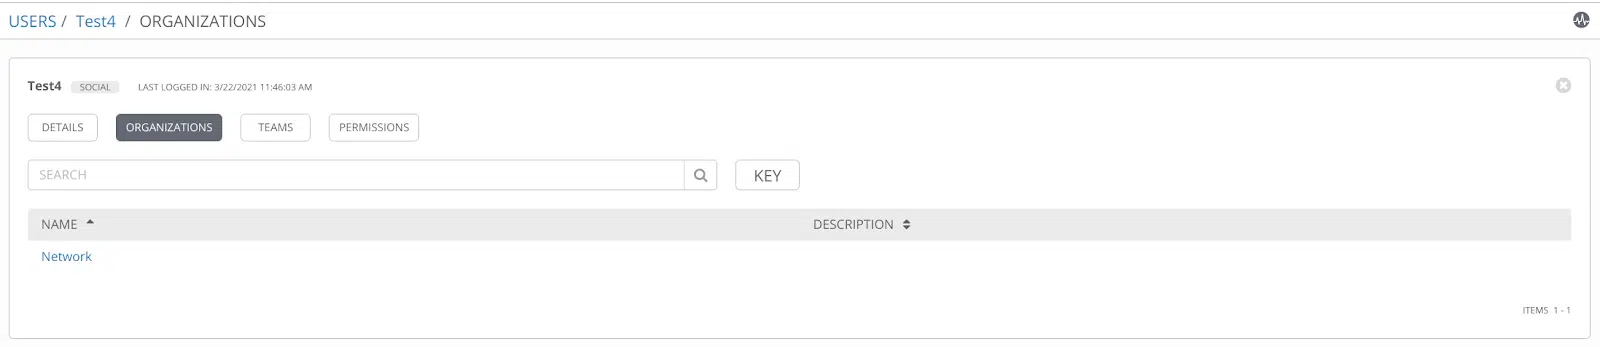 USERS / Test4 / ORGANIZATIONS
Test4 SOCIAL LAST LOGGED IN: 3/22/2021 11:46:03 AM
DETAILS ORGANIZATIONS TEAMS PERMISSIONS
SEARCH KEY
NAME DESCRIPTION
Network
ITEMS 1 - 1